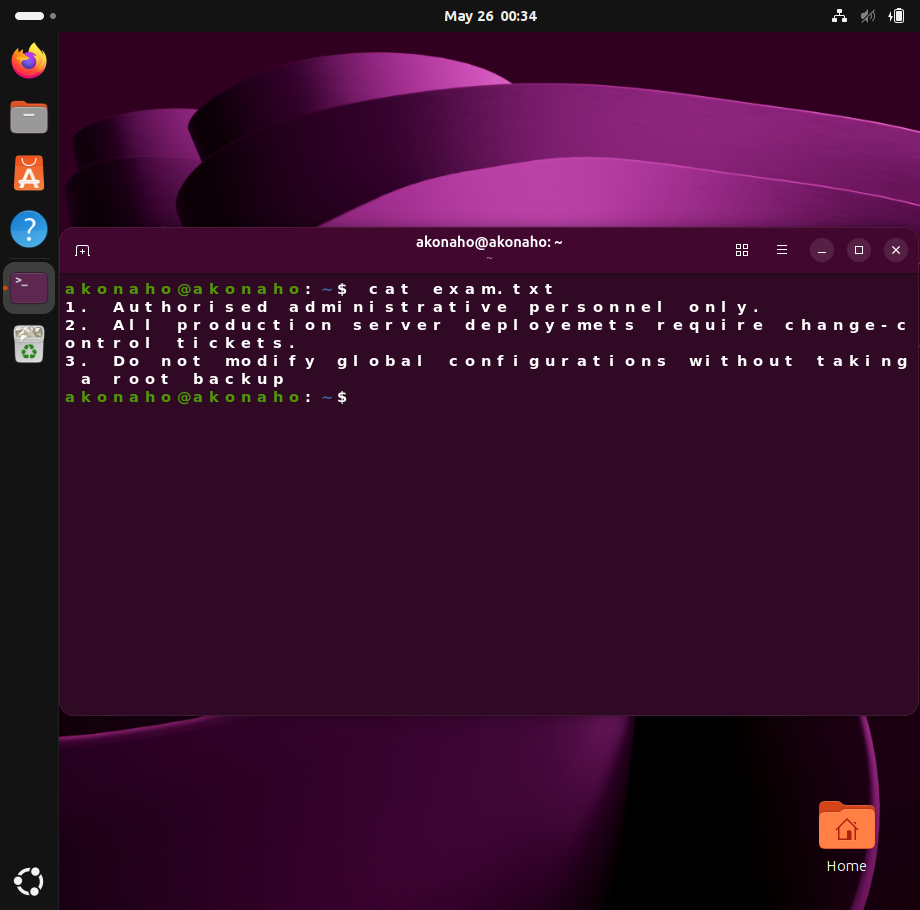 May 26 00:34
akonaho@akonaho: ~
~
akonaho@akonaho:~$ cat exam.txt
1. Authorised administrative personnel only.
2. All production server deployemets require change-c
ontrol tickets.
3. Do not modify global configurations without taking
 a root backup
akonaho@akonaho:~$
Home